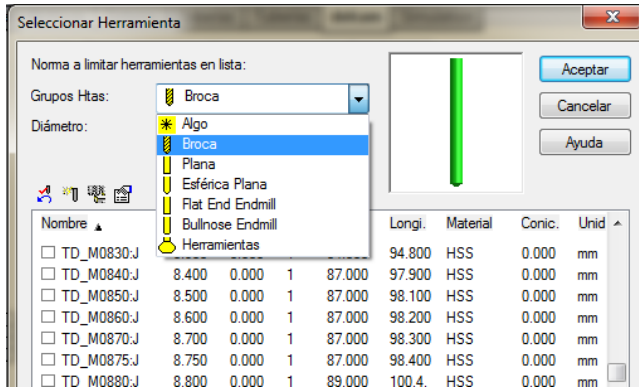 Seleccionar Herramienta
Norma a limitar herramientas en lista:
Aceptar
Grupos Htas: Broca
Cancelar
Diámetro:
Algo
Broca
Ayuda
Plana
Esférica Plana
Flat End Endmill
Bullnose Endmill
Herramientas
Nombre Longi. Material Conic. Unid
TD_M0830:J 94.800 HSS 0.000 mm
TD_M0840:J 8.400 0.000 1 87.000 97.900 HSS 0.000 mm
TD_M0850:J 8.500 0.000 1 87.000 98.100 HSS 0.000 mm
TD_M0860:J 8.600 0.000 1 87.000 98.200 HSS 0.000 mm
TD_M0870:J 8.700 0.000 1 87.000 98.300 HSS 0.000 mm
TD_M0875:J 8.750 0.000 1 87.000 98.400 HSS 0.000 mm
TD_M0880:J 8.800 0.000 1 89.000 100.4. HSS 0.000 mm